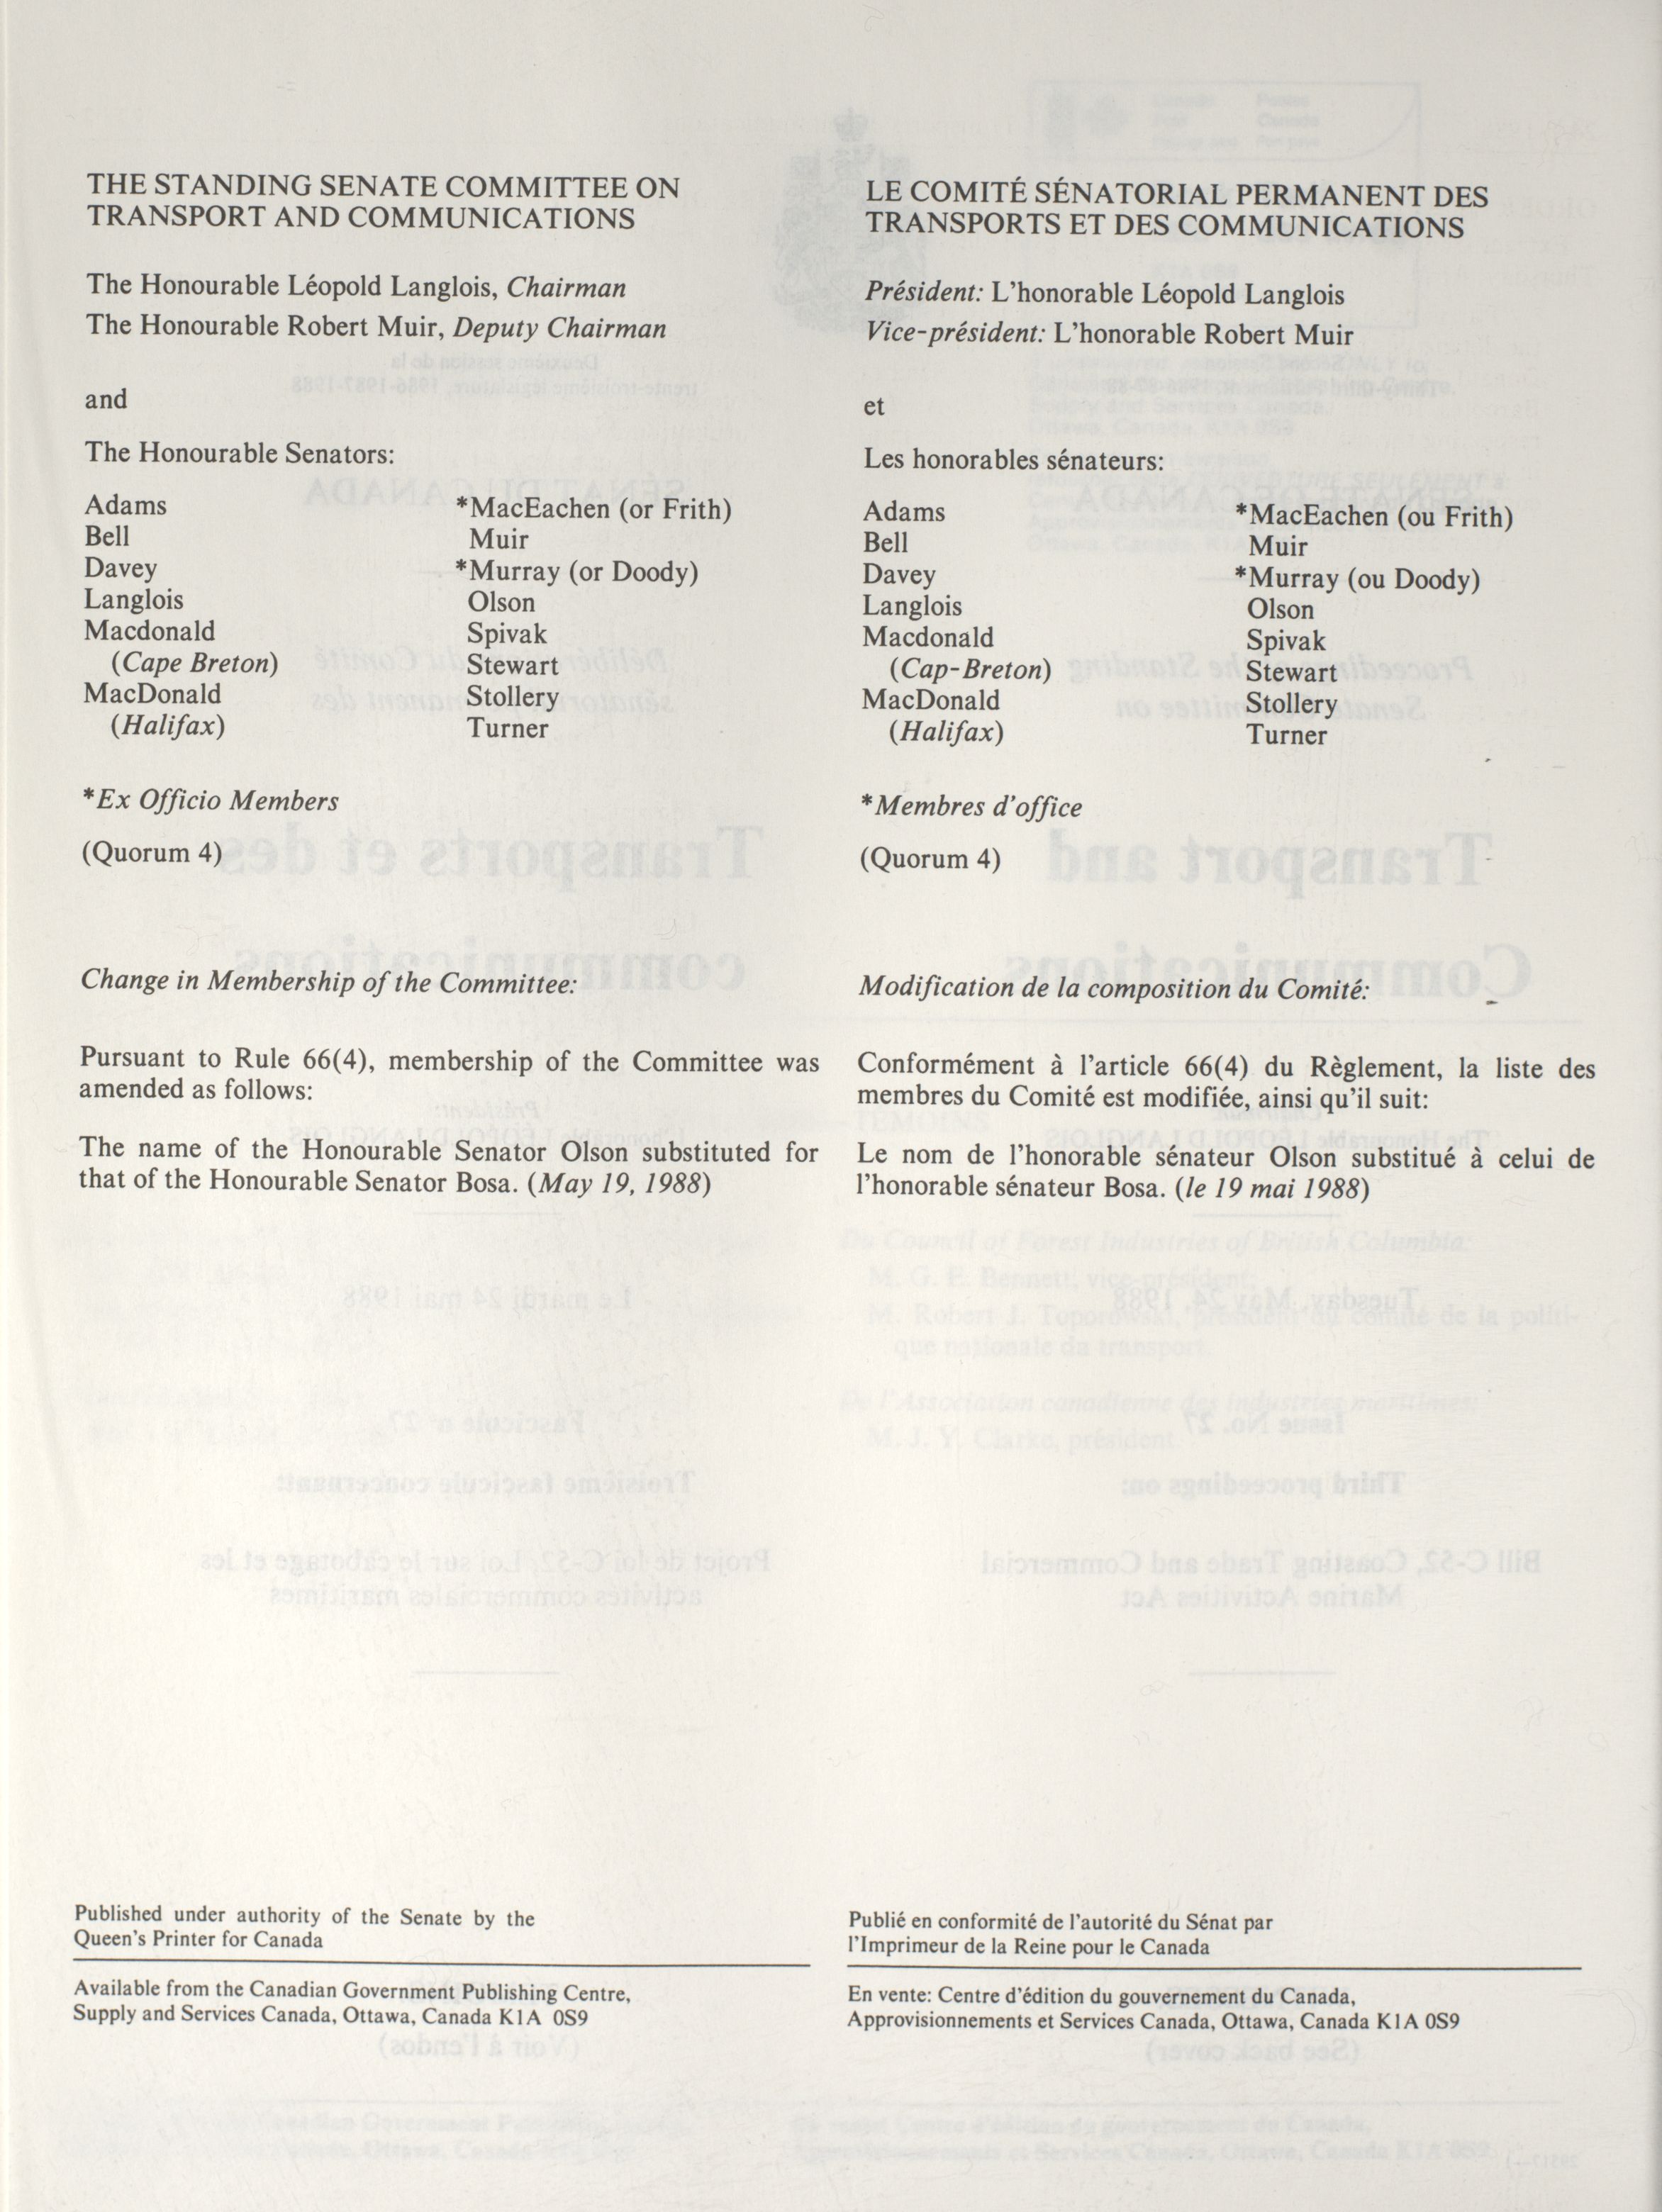 THE STANDING SENATE COMMITTEE ON
TRANSPORT AND COMMUNICATIONS
The Honourable Léopold Langlois, Chairman
The Honourable Robert Muir, Deputy Chairman
and
The Honourable Senators:
Adams
Bell
Davey
Langlois
Macdonald
(Cape Breton)
MacDonald
(Halifax)
*MacEachen (or Frith)
Muir
*Murray (or Doody)
Olson
Spivak
Stewart
Stollery
Turner
*Ex Officio Members
(Quorum 4)
Change in Membership of the Committee:
Pursuant to Rule 66(4), membership of the Committee was
amended as follows:
The name of the Honourable Senator Olson substituted for
that of the Honourable Senator Bosa. (May 19, 1988)
Published under authority of the Senate by the
Queen's Printer for Canada
Available from the Canadian Government Publishing Centre,
Supply and Services Canada, Ottawa, Canada K1A 0S9
LE COMITÉ SÉNATORIAL PERMANENT DES
TRANSPORTS ET DES COMMUNICATIONS
Président: L'honorable Léopold Langlois
Vice-président: L'honorable Robert Muir
et
Les honorables sénateurs:
Adams
Bell
Davey
Langlois
Macdonald
(Cap-Breton)
MacDonald
(Halifax)
*MacEachen (ou Frith)
Muir
*Murray (ou Doody)
Olson
Spivak
Stewart
Stollery
Turner
*Membres d'office
(Quorum 4)
Modification de la composition du Comité:
Conformément à l'article 66(4) du Règlement, la liste des
membres du Comité est modifiée, ainsi qu'il suit:
Le nom de l'honorable sénateur Olson substitué à celui de
l'honorable sénateur Bosa. (le 19 mai 1988)
Publié en conformité de l'autorité du Sénat par
l'Imprimeur de la Reine pour le Canada
En vente: Centre d'édition du gouvernement du Canada,
Approvisionnements et Services Canada, Ottawa, Canada K1A 0S9